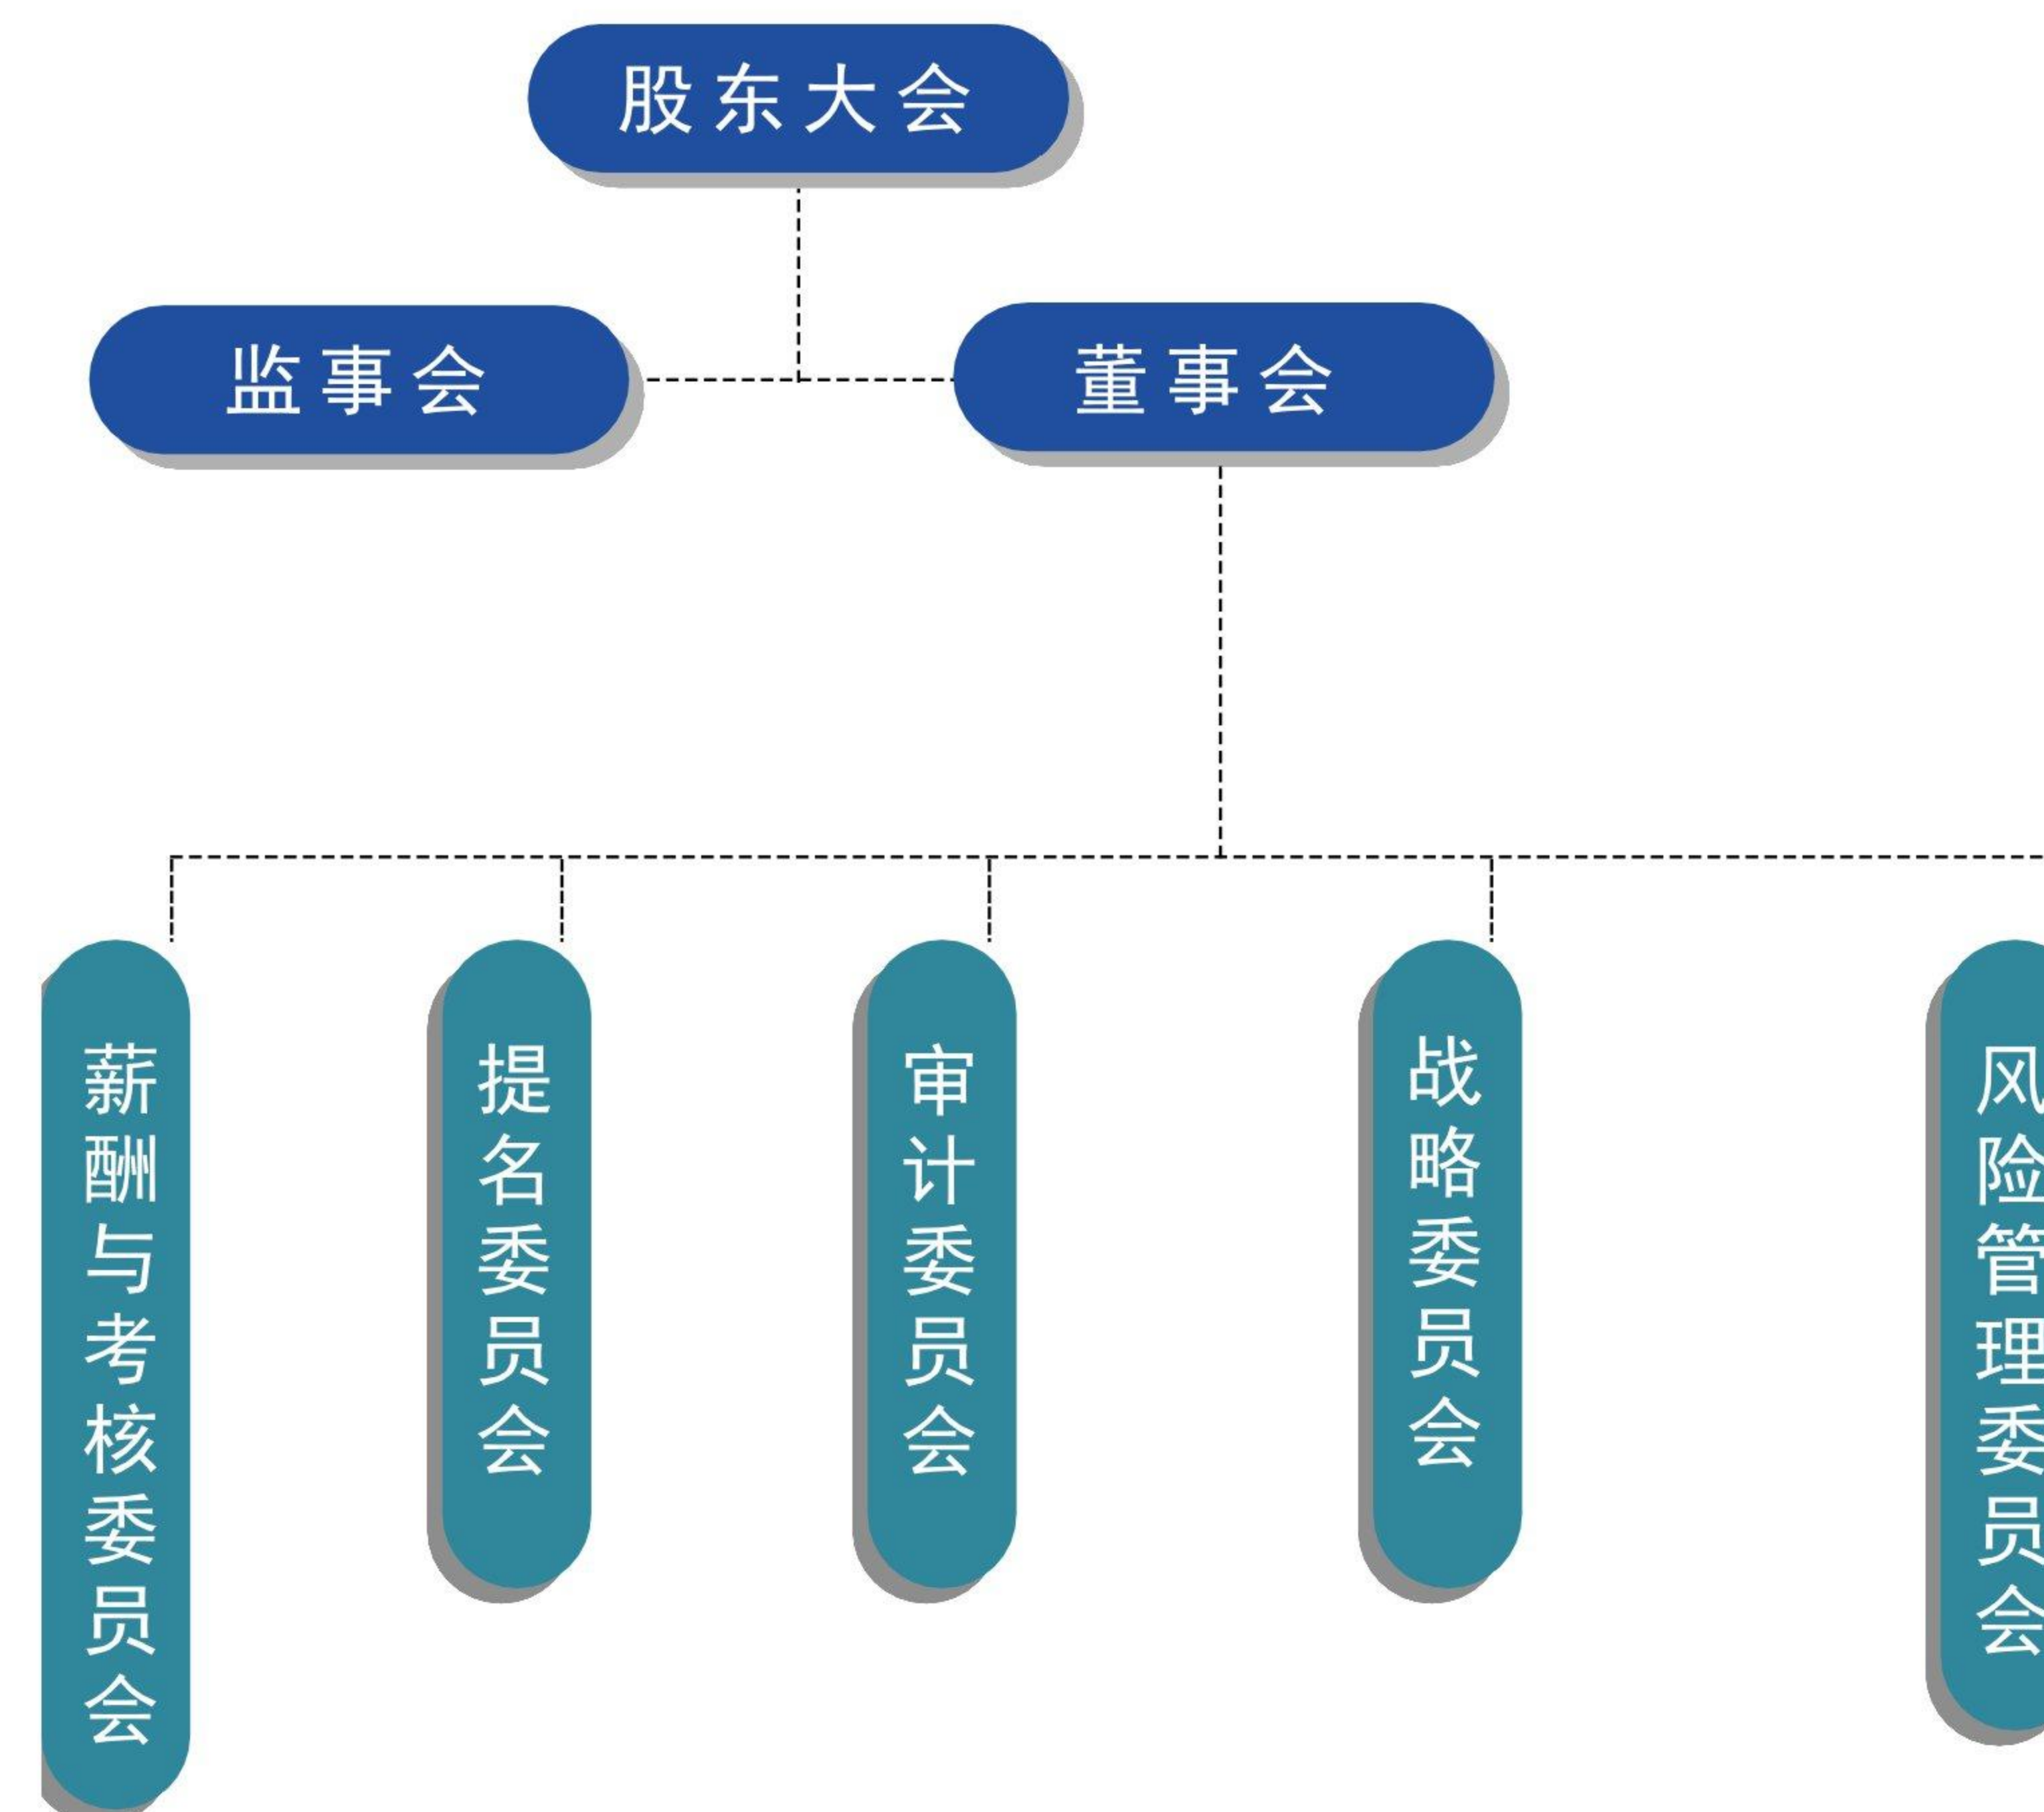 股东大会
监事会
董事会
薪酬与考核委员会
提名委员会
审计委员会
战略委员会
风险管理委员会